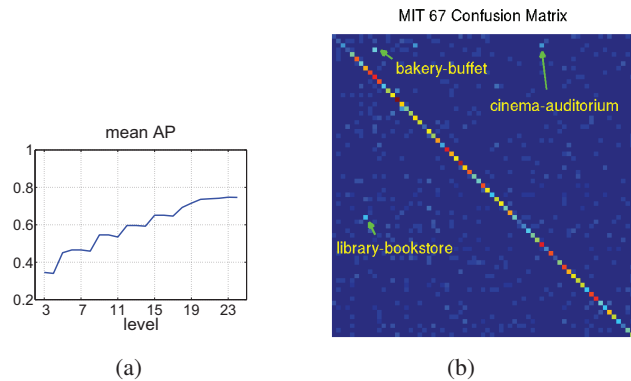 MIT 67 Confusion Matrix
bakery-buffet
cinema-auditorium
library-bookstore
mean AP
1
0.8
0.6
0.4
0.2
3 7 11 15 19 23
level
(a) (b)